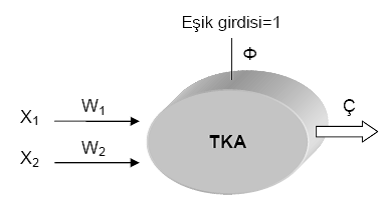 Eşik girdisi=1
Φ
W₁
X₁
Ç
TKA
W₂
X₂